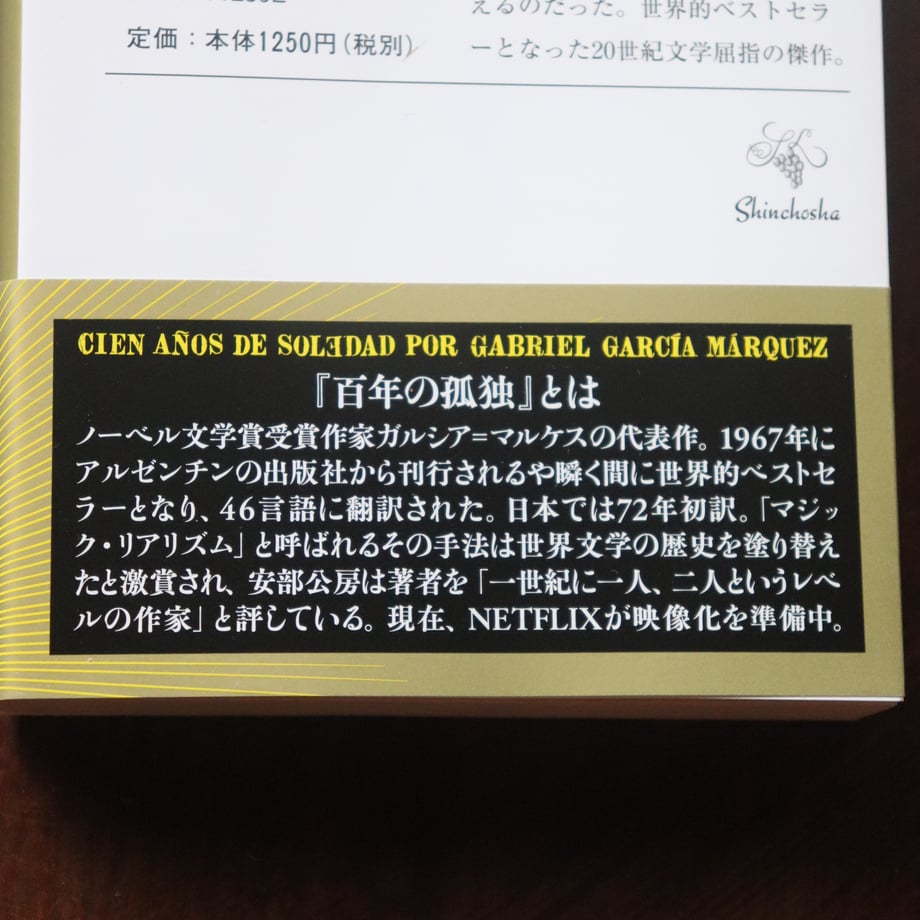 えるのだった。世界的ベストセラ
ーとなった20世紀文学屈指の傑作。
定価：本体1250円(税別)
Shinchosha
CIEN AÑOS DE SOLEDAD POR GABRIEL GARCÍA MÁRQUEZ
『百年の孤独』とは
ノーベル文学賞受賞作家ガルシア=マルケスの代表作。1967年に
アルゼンチンの出版社から刊行されるや瞬く間に世界的ベストセ
ラーとなり、46言語に翻訳された。日本では72年初訳。「マジッ
ク・リアリズム」と呼ばれるその手法は世界文学の歴史を塗り替え
たと激賞され、安部公房は著者を「一世紀に一人、二人というレベ
ルの作家」と評している。現在、NETFLIXが映像化を準備中。